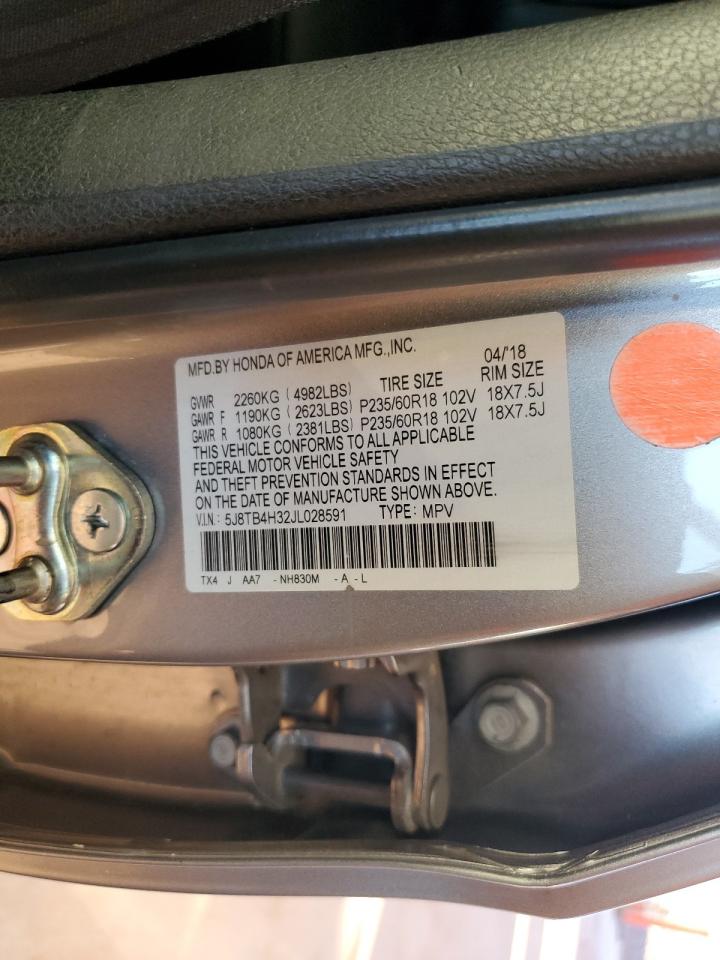 MFD.BY HONDA OF AMERICA MFG.,INC. 04/'18
GVWR 2260KG ( 4982LBS) TIRE SIZE RIM SIZE
GAWR F 1190KG ( 2623LBS) P235/60R18 102V 18X7.5J
GAWR R 1080KG ( 2381LBS) P235/60R18 102V 18X7.5J
THIS VEHICLE CONFORMS TO ALL APPLICABLE
FEDERAL MOTOR VEHICLE SAFETY
AND THEFT PREVENTION STANDARDS IN EFFECT
ON THE DATE OF MANUFACTURE SHOWN ABOVE.
V.I.N.: 5J8TB4H32JL028591 TYPE: MPV
TX4 J AA7 - NH830M - A - L